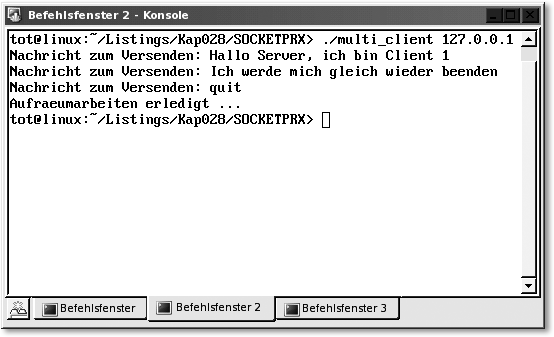 Befehlsfenster 2 - Konsole
tot@linux:~/Listings/Kap028/SOCKETPRX> ./multi_client 127.0.0.1
Nachricht zum Versenden: Hallo Server, ich bin Client 1
Nachricht zum Versenden: Ich werde mich gleich wieder beenden
Nachricht zum Versenden: quit
Aufraeumarbeiten erledigt ...
tot@linux:~/Listings/Kap028/SOCKETPRX>
Befehlsfenster Befehlsfenster 2 Befehlsfenster 3